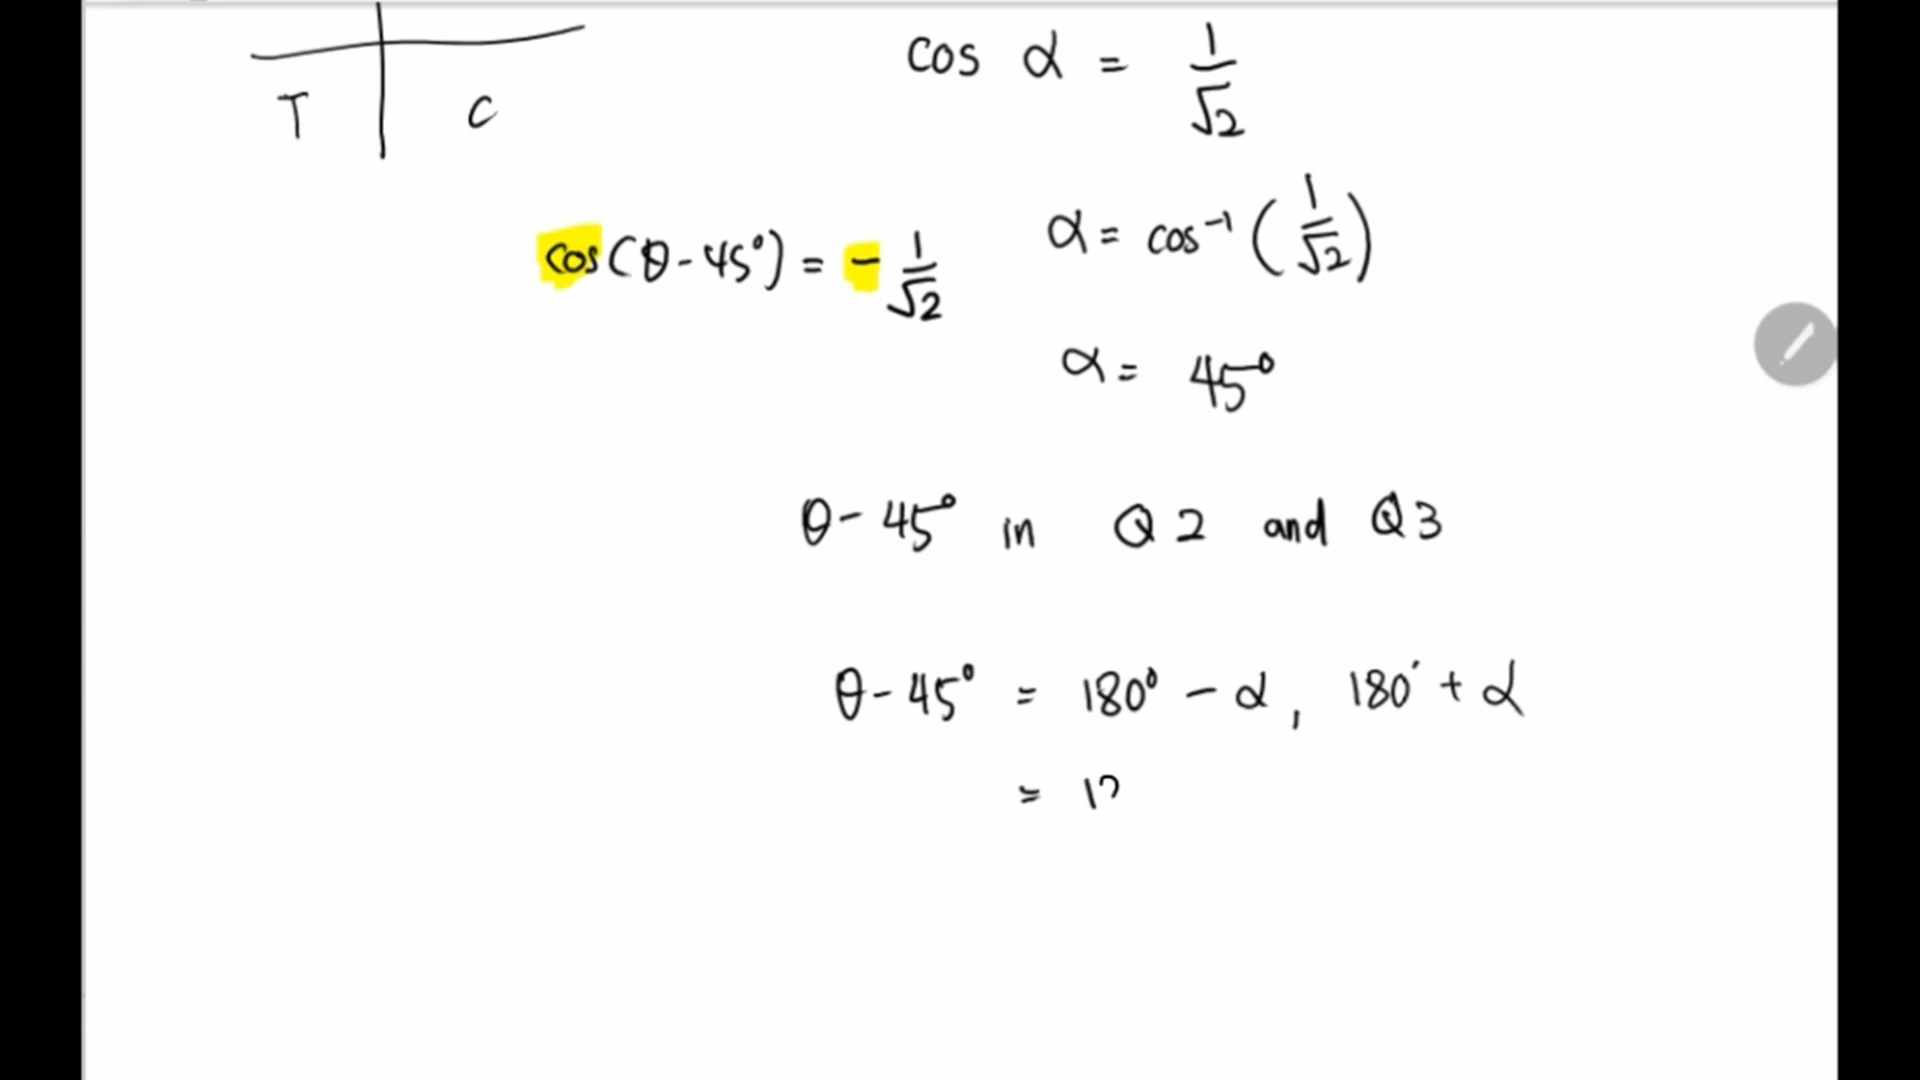 cos α = 1/√2
T C
cos(θ-45°) = - 1/√2
α = cos⁻¹ (1/√2)
α = 45°
θ - 45° in Q2 and Q3
θ - 45° = 180° - α, 180° + α
= 1